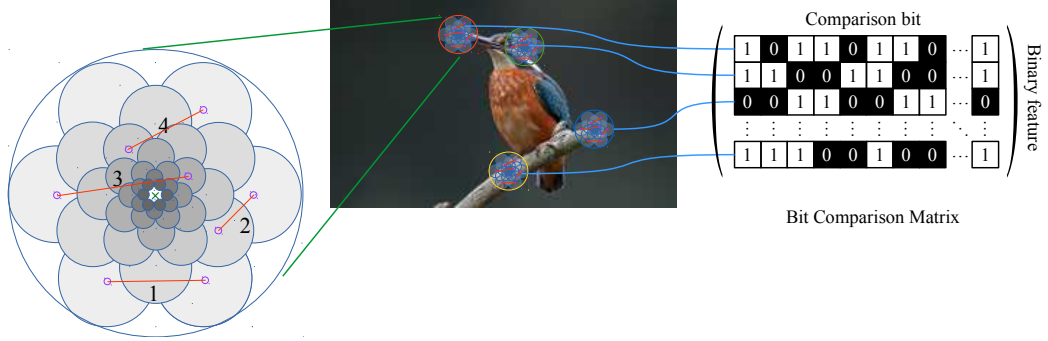 4
3
2
1
Comparison bit
1 0 1 1 0 1 1 0 ... 1
1 1 0 0 1 1 0 0 ... 1
0 0 1 1 0 0 1 1 ... 0
1 1 1 0 0 1 0 0 ... 1
Binary feature
Bit Comparison Matrix